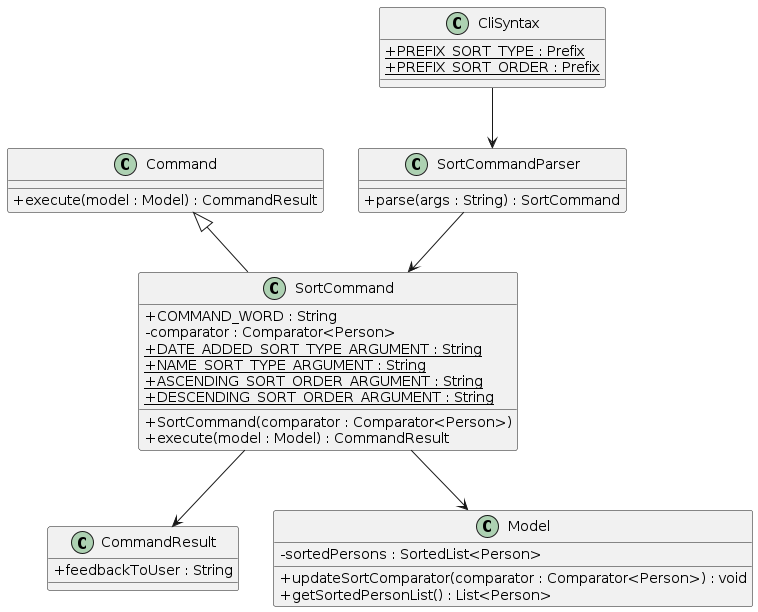 C CliSyntax
+PREFIX_SORT_TYPE : Prefix
+PREFIX_SORT_ORDER : Prefix
C Command
+execute(model : Model) : CommandResult
C SortCommandParser
+parse(args : String) : SortCommand
C SortCommand
+COMMAND_WORD : String
-comparator : Comparator<Person>
+DATE_ADDED_SORT_TYPE_ARGUMENT : String
+NAME_SORT_TYPE_ARGUMENT : String
+ASCENDING_SORT_ORDER_ARGUMENT : String
+DESCENDING_SORT_ORDER_ARGUMENT : String
+SortCommand(comparator : Comparator<Person>)
+execute(model : Model) : CommandResult
C CommandResult
+feedbackToUser : String
C Model
-sortedPersons : SortedList<Person>
+updateSortComparator(comparator : Comparator<Person>) : void
+getSortedPersonList() : List<Person>